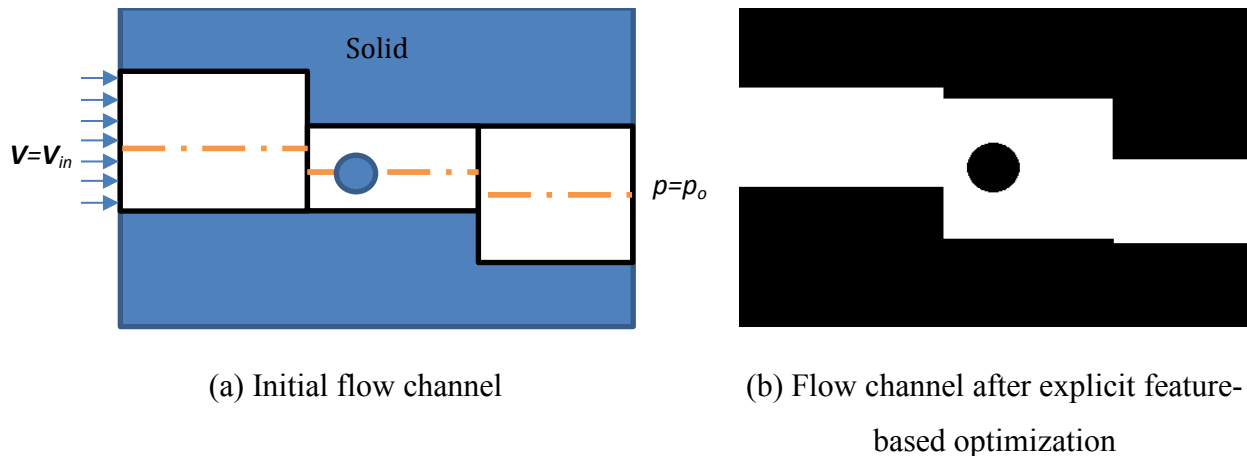 Solid
V=Vin
p=po
(a) Initial flow channel
(b) Flow channel after explicit feature-
based optimization